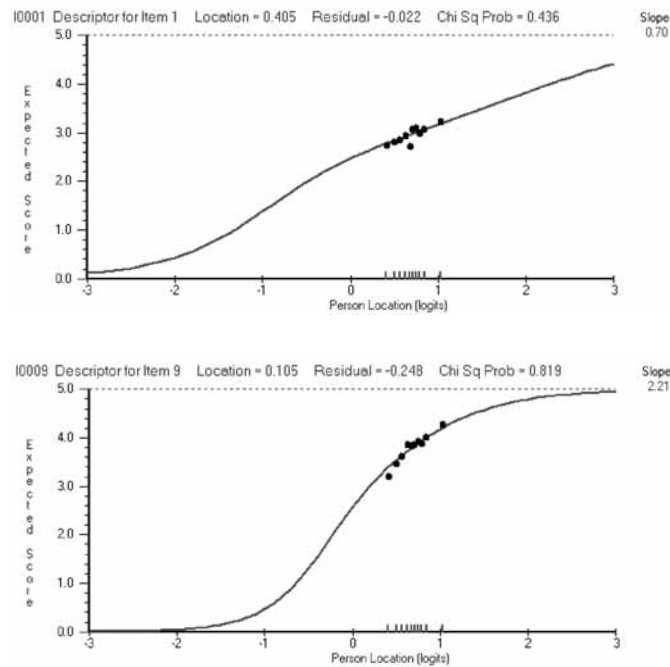 I0001 Descriptor for Item 1 Location = 0.405 Residual = -0.022 Chi Sq Prob = 0.436 Slope
0.70
5.0
4.0
3.0
2.0
1.0
0.0
Expected Score
-3 -2 -1 0 1 2 3
Person Location (logits)
I0009 Descriptor for Item 9 Location = 0.105 Residual = -0.248 Chi Sq Prob = 0.819 Slope
2.21
5.0
4.0
3.0
2.0
1.0
0.0
Expected Score
-3 -2 -1 0 1 2 3
Person Location (logits)